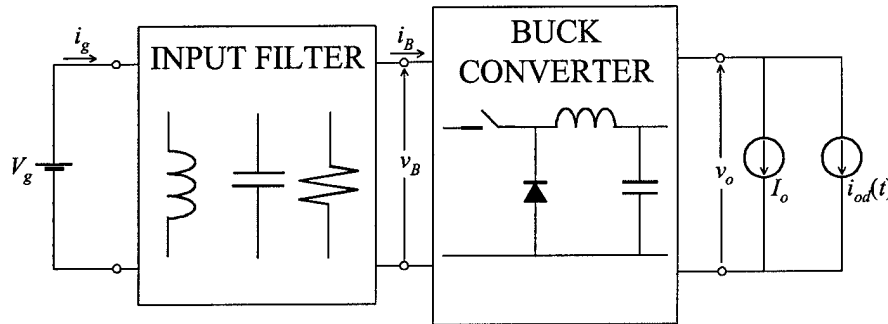 i_g
INPUT FILTER
i_B
BUCK
CONVERTER
V_g
v_B
v_o
I_o
i_od(t)